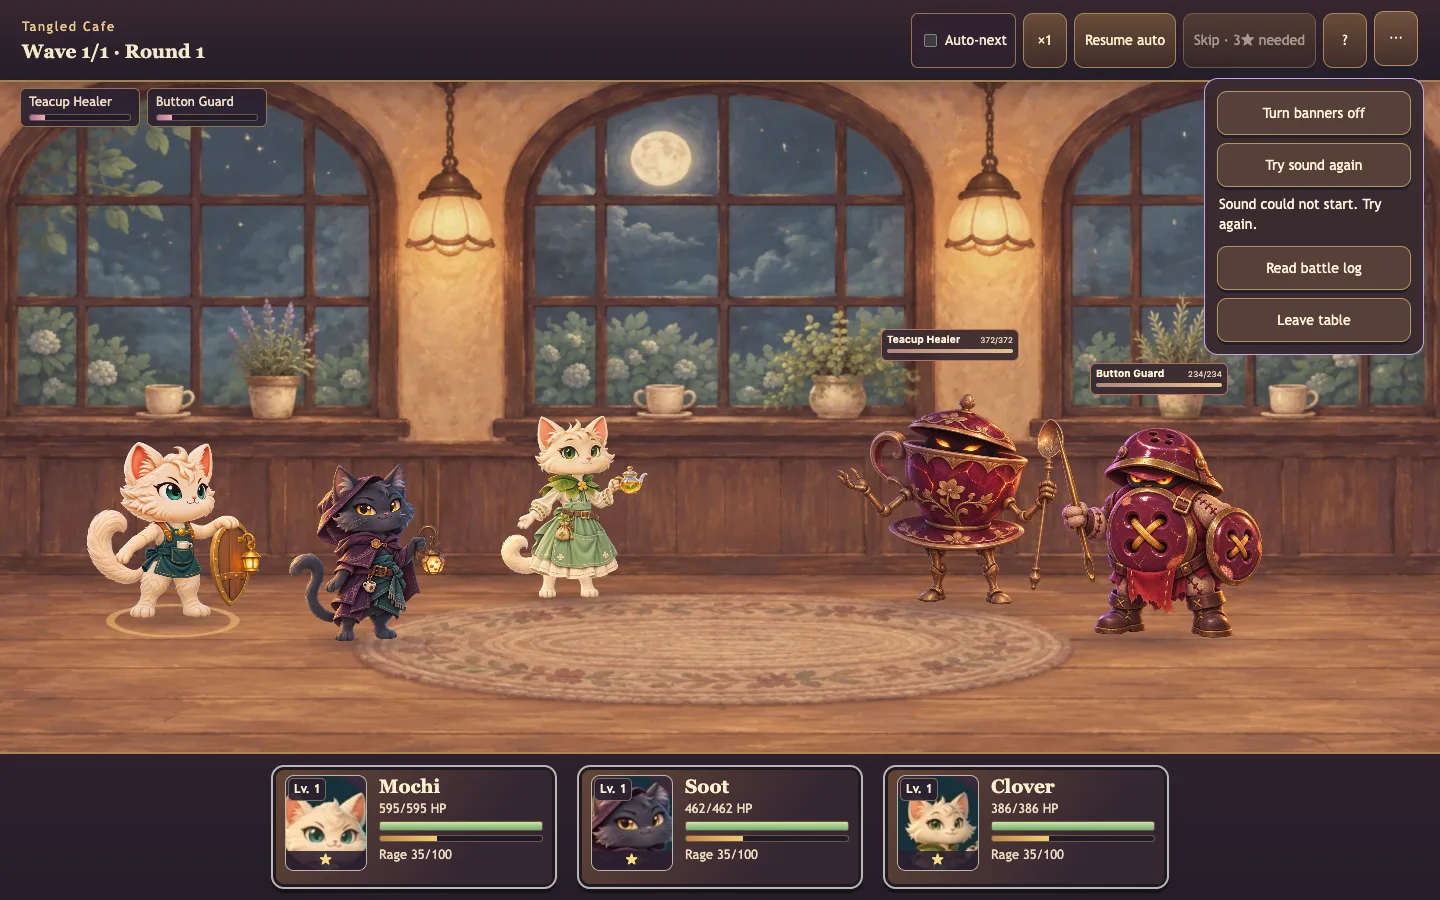 Tangled Cafe
Wave 1/1 · Round 1
Auto-next
×1
Resume auto
Skip · 3★ needed
?
...
Teacup Healer
Button Guard
Turn banners off
Try sound again
Sound could not start. Try
again.
Read battle log
Leave table
Teacup Healer 372/372
Button Guard 234/234
Lv. 1
Mochi
595/595 HP
Rage 35/100
Lv. 1
Soot
462/462 HP
Rage 35/100
Lv. 1
Clover
386/386 HP
Rage 35/100